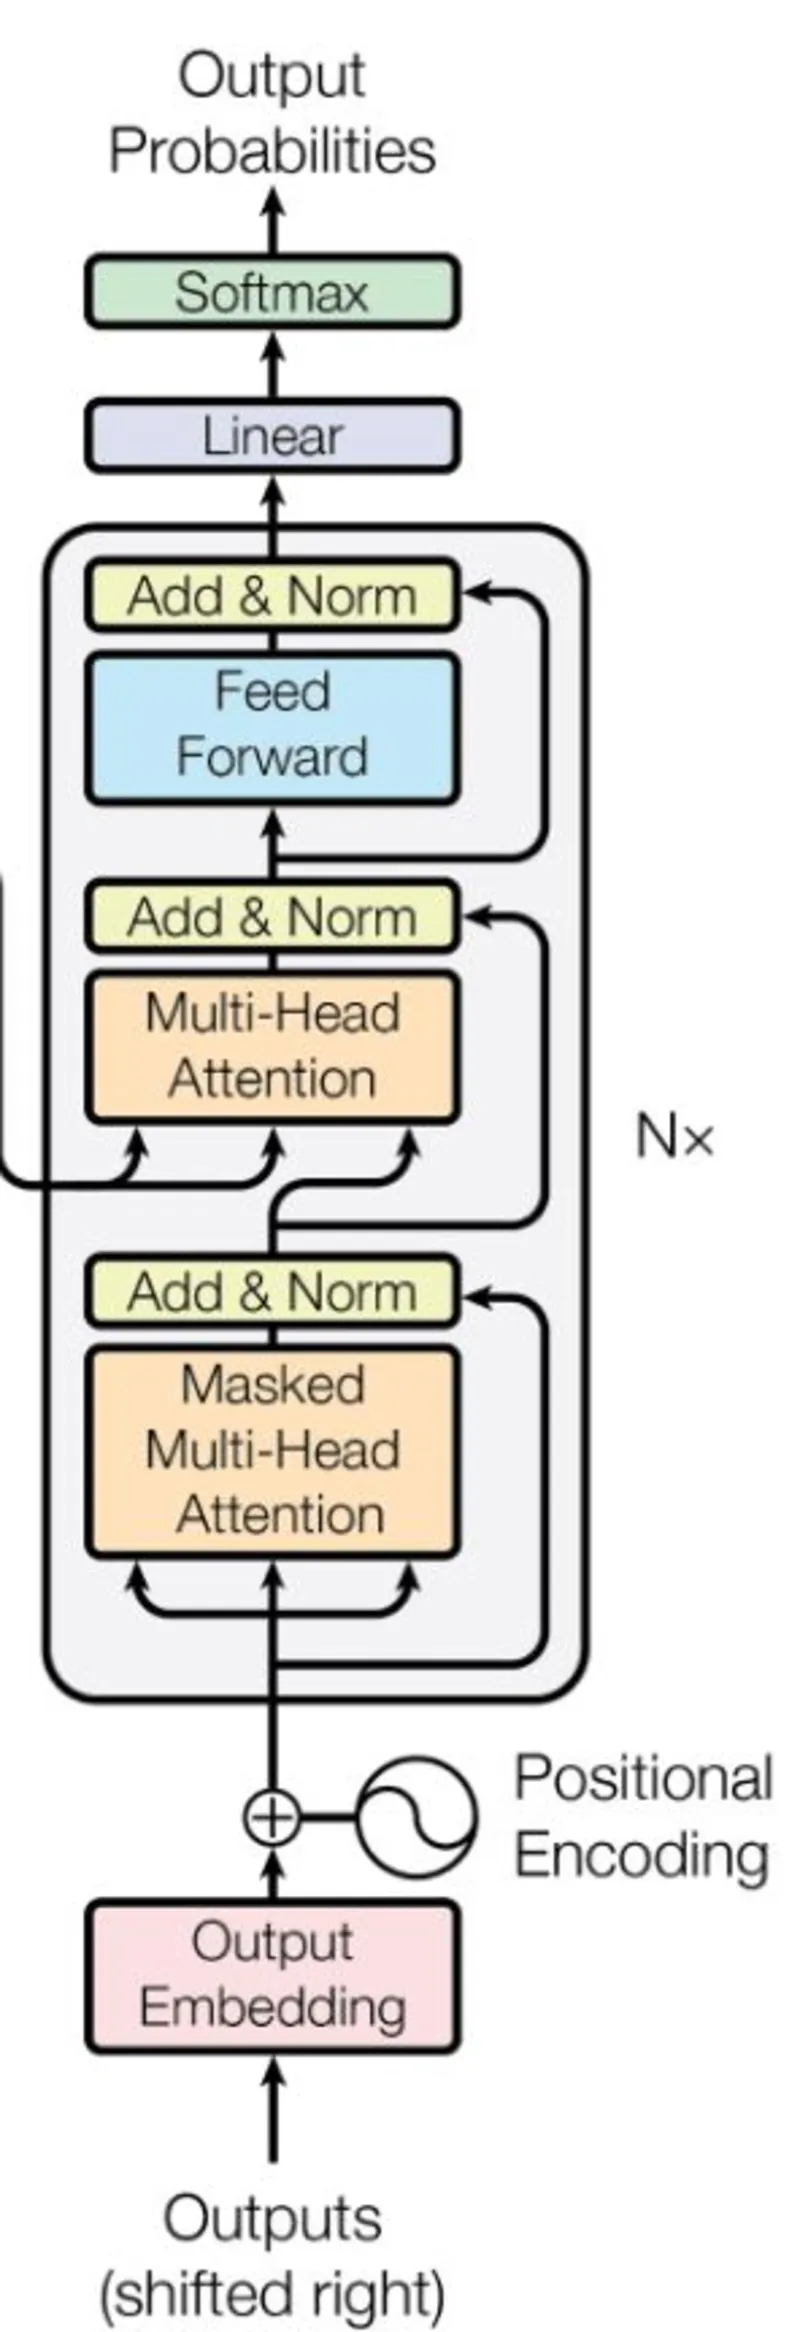 Output
Probabilities
Softmax
Linear
Add & Norm
Feed
Forward
Add & Norm
Multi-Head
Attention
N×
Add & Norm
Masked
Multi-Head
Attention
Positional
Encoding
Output
Embedding
Outputs
(shifted right)